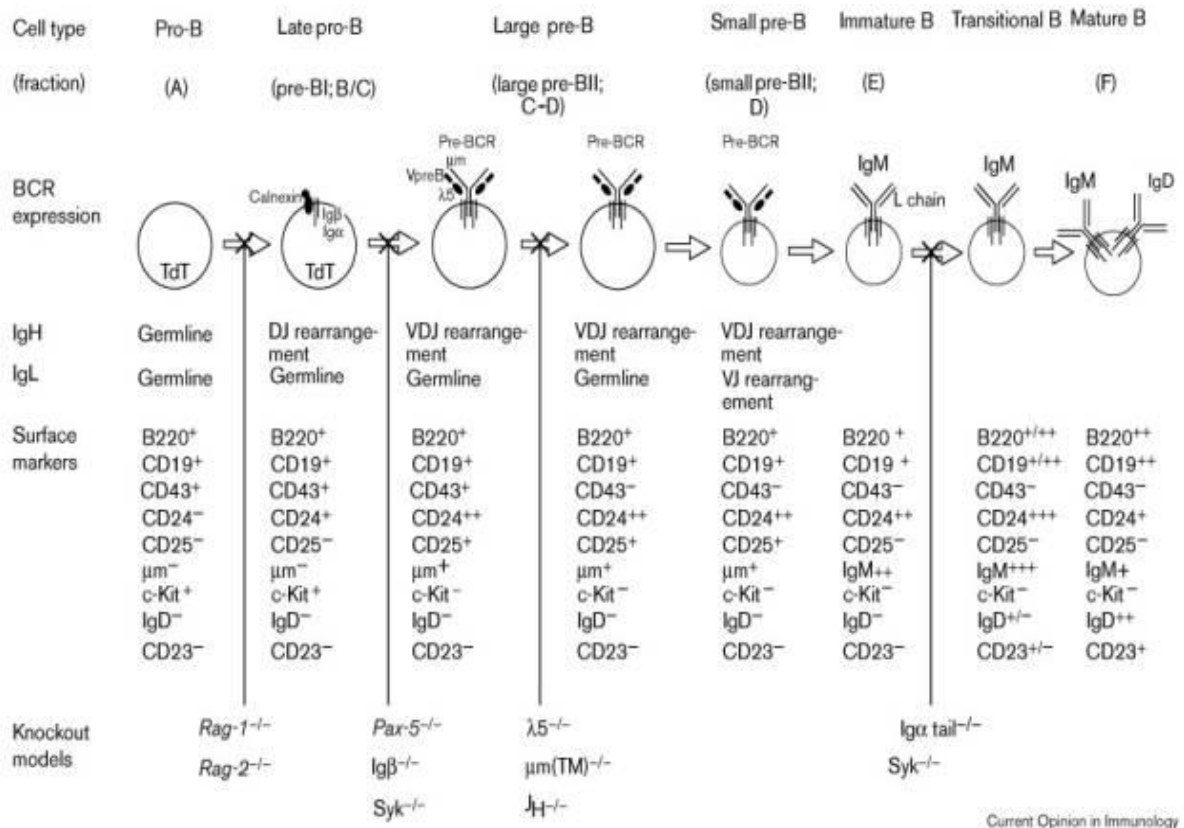 Cell type Pro-B Late pro-B Large pre-B Small pre-B Immature B Transitional B Mature B
(fraction) (A) (pre-BI; B/C) (large pre-BII; C-D) (small pre-BII; D) (E) (F)
BCR expression
TdT
Calnexin Igβ Igα
TdT
Pre-BCR
μm
VpreB
λ5
Pre-BCR
Pre-BCR
IgM
L chain
IgM
IgM IgD
IgH Germline DJ rearrange-ment VDJ rearrange-ment VDJ rearrange-ment VDJ rearrange-ment
IgL Germline Germline Germline Germline VJ rearrang-ement
Surface markers
B220⁺ B220⁺ B220⁺ B220⁺ B220⁺ B220 ⁺ B220⁺/⁺⁺ B220⁺⁺
CD19⁺ CD19⁺ CD19⁺ CD19⁺ CD19⁺ CD19 ⁺ CD19⁺/⁺⁺ CD19⁺⁺
CD43⁺ CD43⁺ CD43⁺ CD43⁻ CD43⁻ CD43⁻ CD43⁻ CD43⁻
CD24⁻ CD24⁺ CD24⁺⁺ CD24⁺⁺ CD24⁺⁺ CD24⁺⁺ CD24⁺⁺⁺ CD24⁺
CD25⁻ CD25⁻ CD25⁺ CD25⁺ CD25⁺ CD25⁻ CD25⁻ CD25⁻
μm⁻ μm⁻ μm⁺ μm⁺ μm⁺ IgM++ IgM⁺⁺⁺ IgM+
c-Kit⁺ c-Kit⁺ c-Kit⁻ c-Kit⁻ c-Kit⁻ c-Kit⁻ c-Kit⁻ c-Kit⁻
IgD⁻ IgD⁻ IgD⁻ IgD⁻ IgD⁻ IgD⁻ IgD⁺/⁻ IgD⁺⁺
CD23⁻ CD23⁻ CD23⁻ CD23⁻ CD23⁻ CD23⁻ CD23⁺/⁻ CD23⁺
Knockout models
Rag-1⁻/⁻ Pax-5⁻/⁻ λ5⁻/⁻ Igα tail⁻/⁻
Rag-2⁻/⁻ Igβ⁻/⁻ μm(TM)⁻/⁻ Syk⁻/⁻
Syk⁻/⁻ JH⁻/⁻
Current Opinion in Immunology